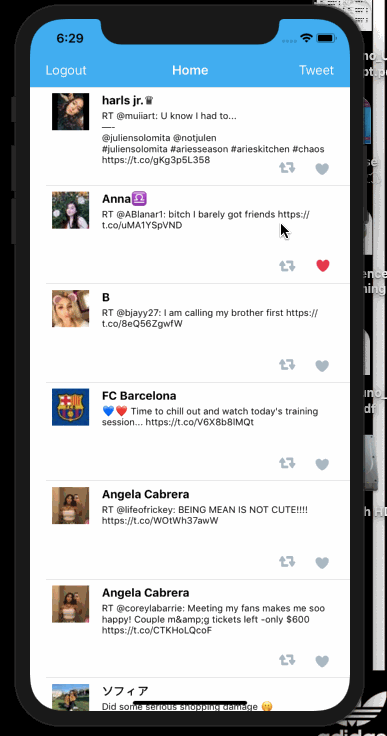 6:29
Logout Home Tweet
harls jr.♛
RT @muiiart: U know I had to...
—-
@juliensolomita @notjulen
#juliensolomita #ariesseason #arieskitchen #chaos
https://t.co/gKg3p5L358
Anna♎
RT @ABlanar1: bitch I barely got friends https://
t.co/uMA1YSpVND
B
RT @bjayy27: I am calling my brother first https://
t.co/8eQ56ZgwfW
FC Barcelona
💙❤️ Time to chill out and watch today's training
session... https://t.co/V6X8b8lMQt
Angela Cabrera
RT @lifeofrickey: BEING MEAN IS NOT CUTE!!!!
https://t.co/WOtWh37awW
Angela Cabrera
RT @coreylabarrie: Meeting my fans makes me soo
happy! Couple m&amp;g tickets left -only $600
https://t.co/CTKHoLQcoF
ソフィア
Did some serious shopping damage 🤗
adidas